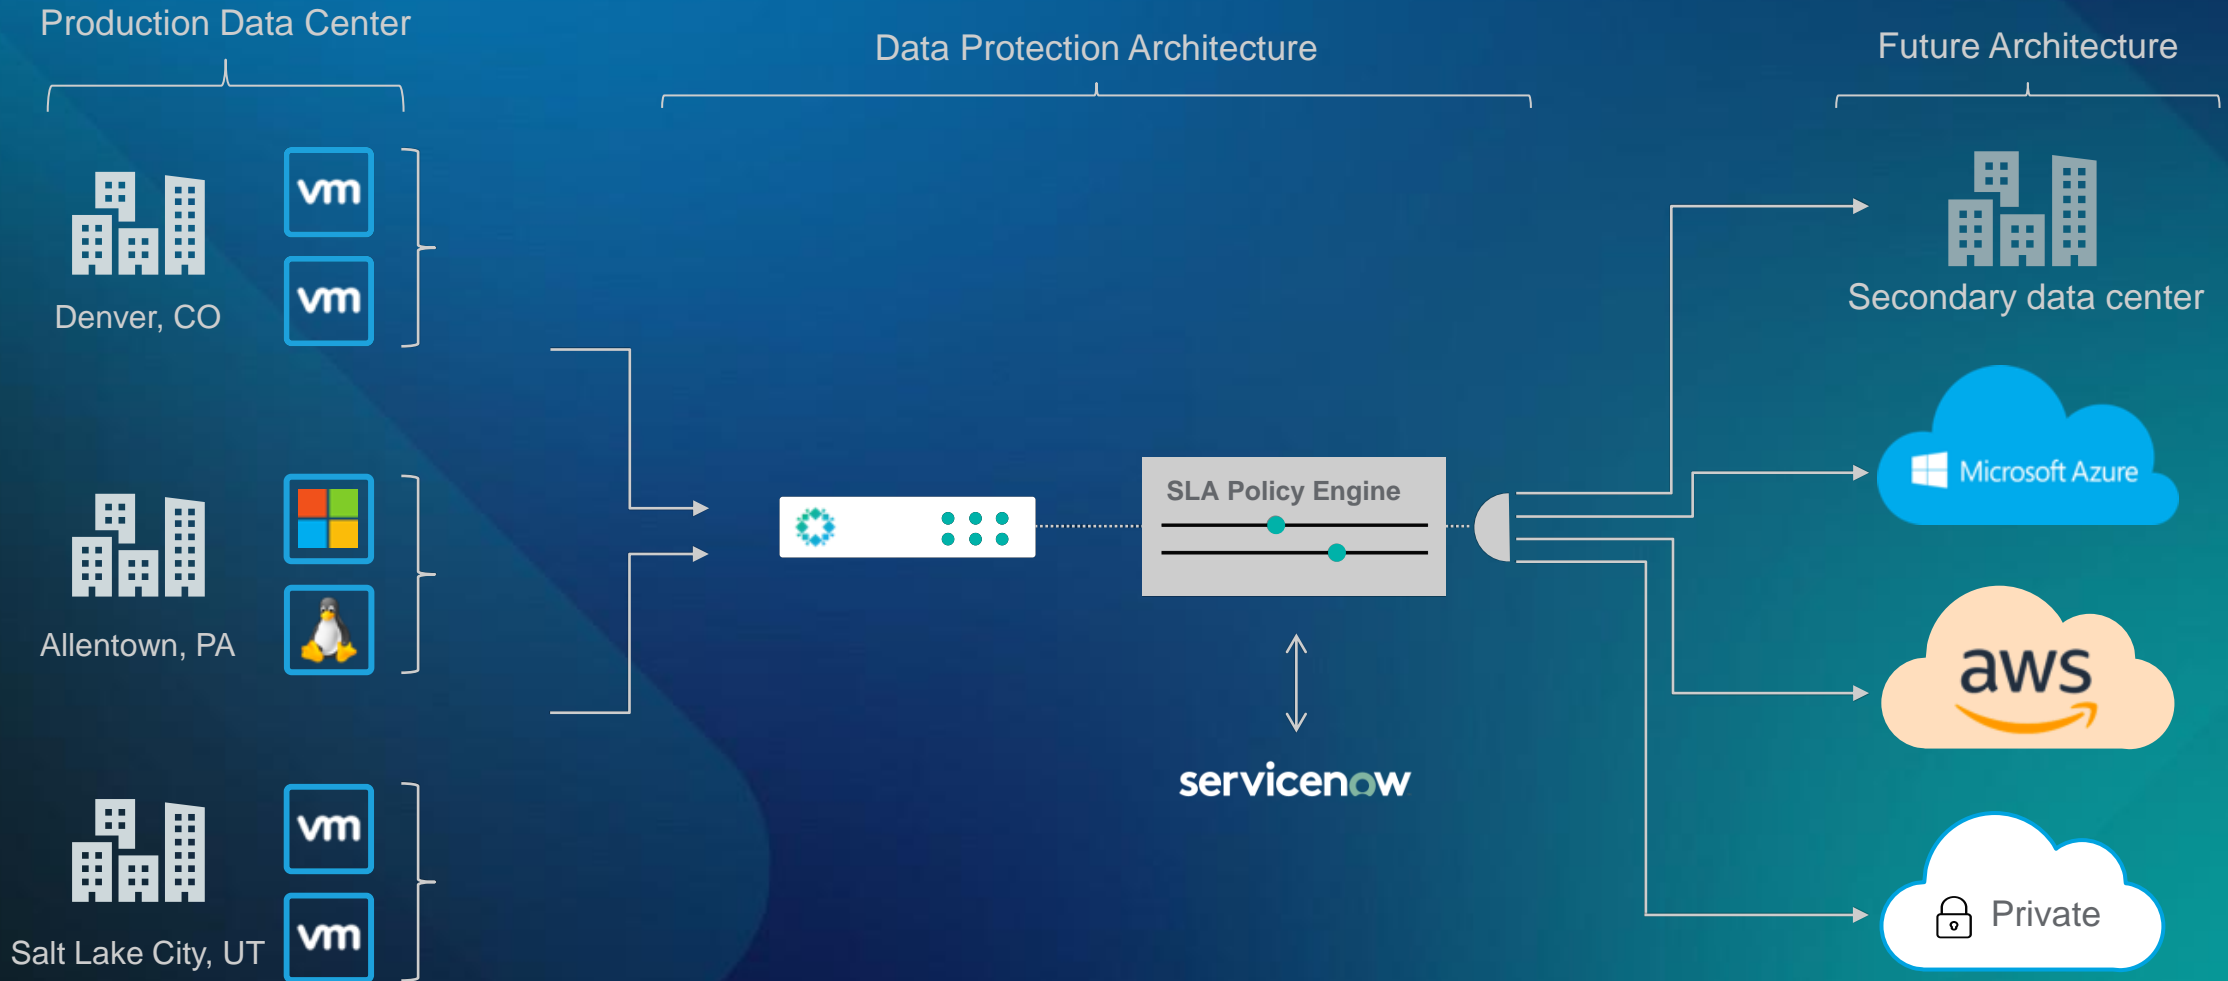 Production Data Center
Data Protection Architecture
Future Architecture
vm
vm
Denver, CO
Secondary data center
Microsoft Azure
SLA Policy Engine
Allentown, PA
aws
servicenow
vm
vm
Salt Lake City, UT
Private